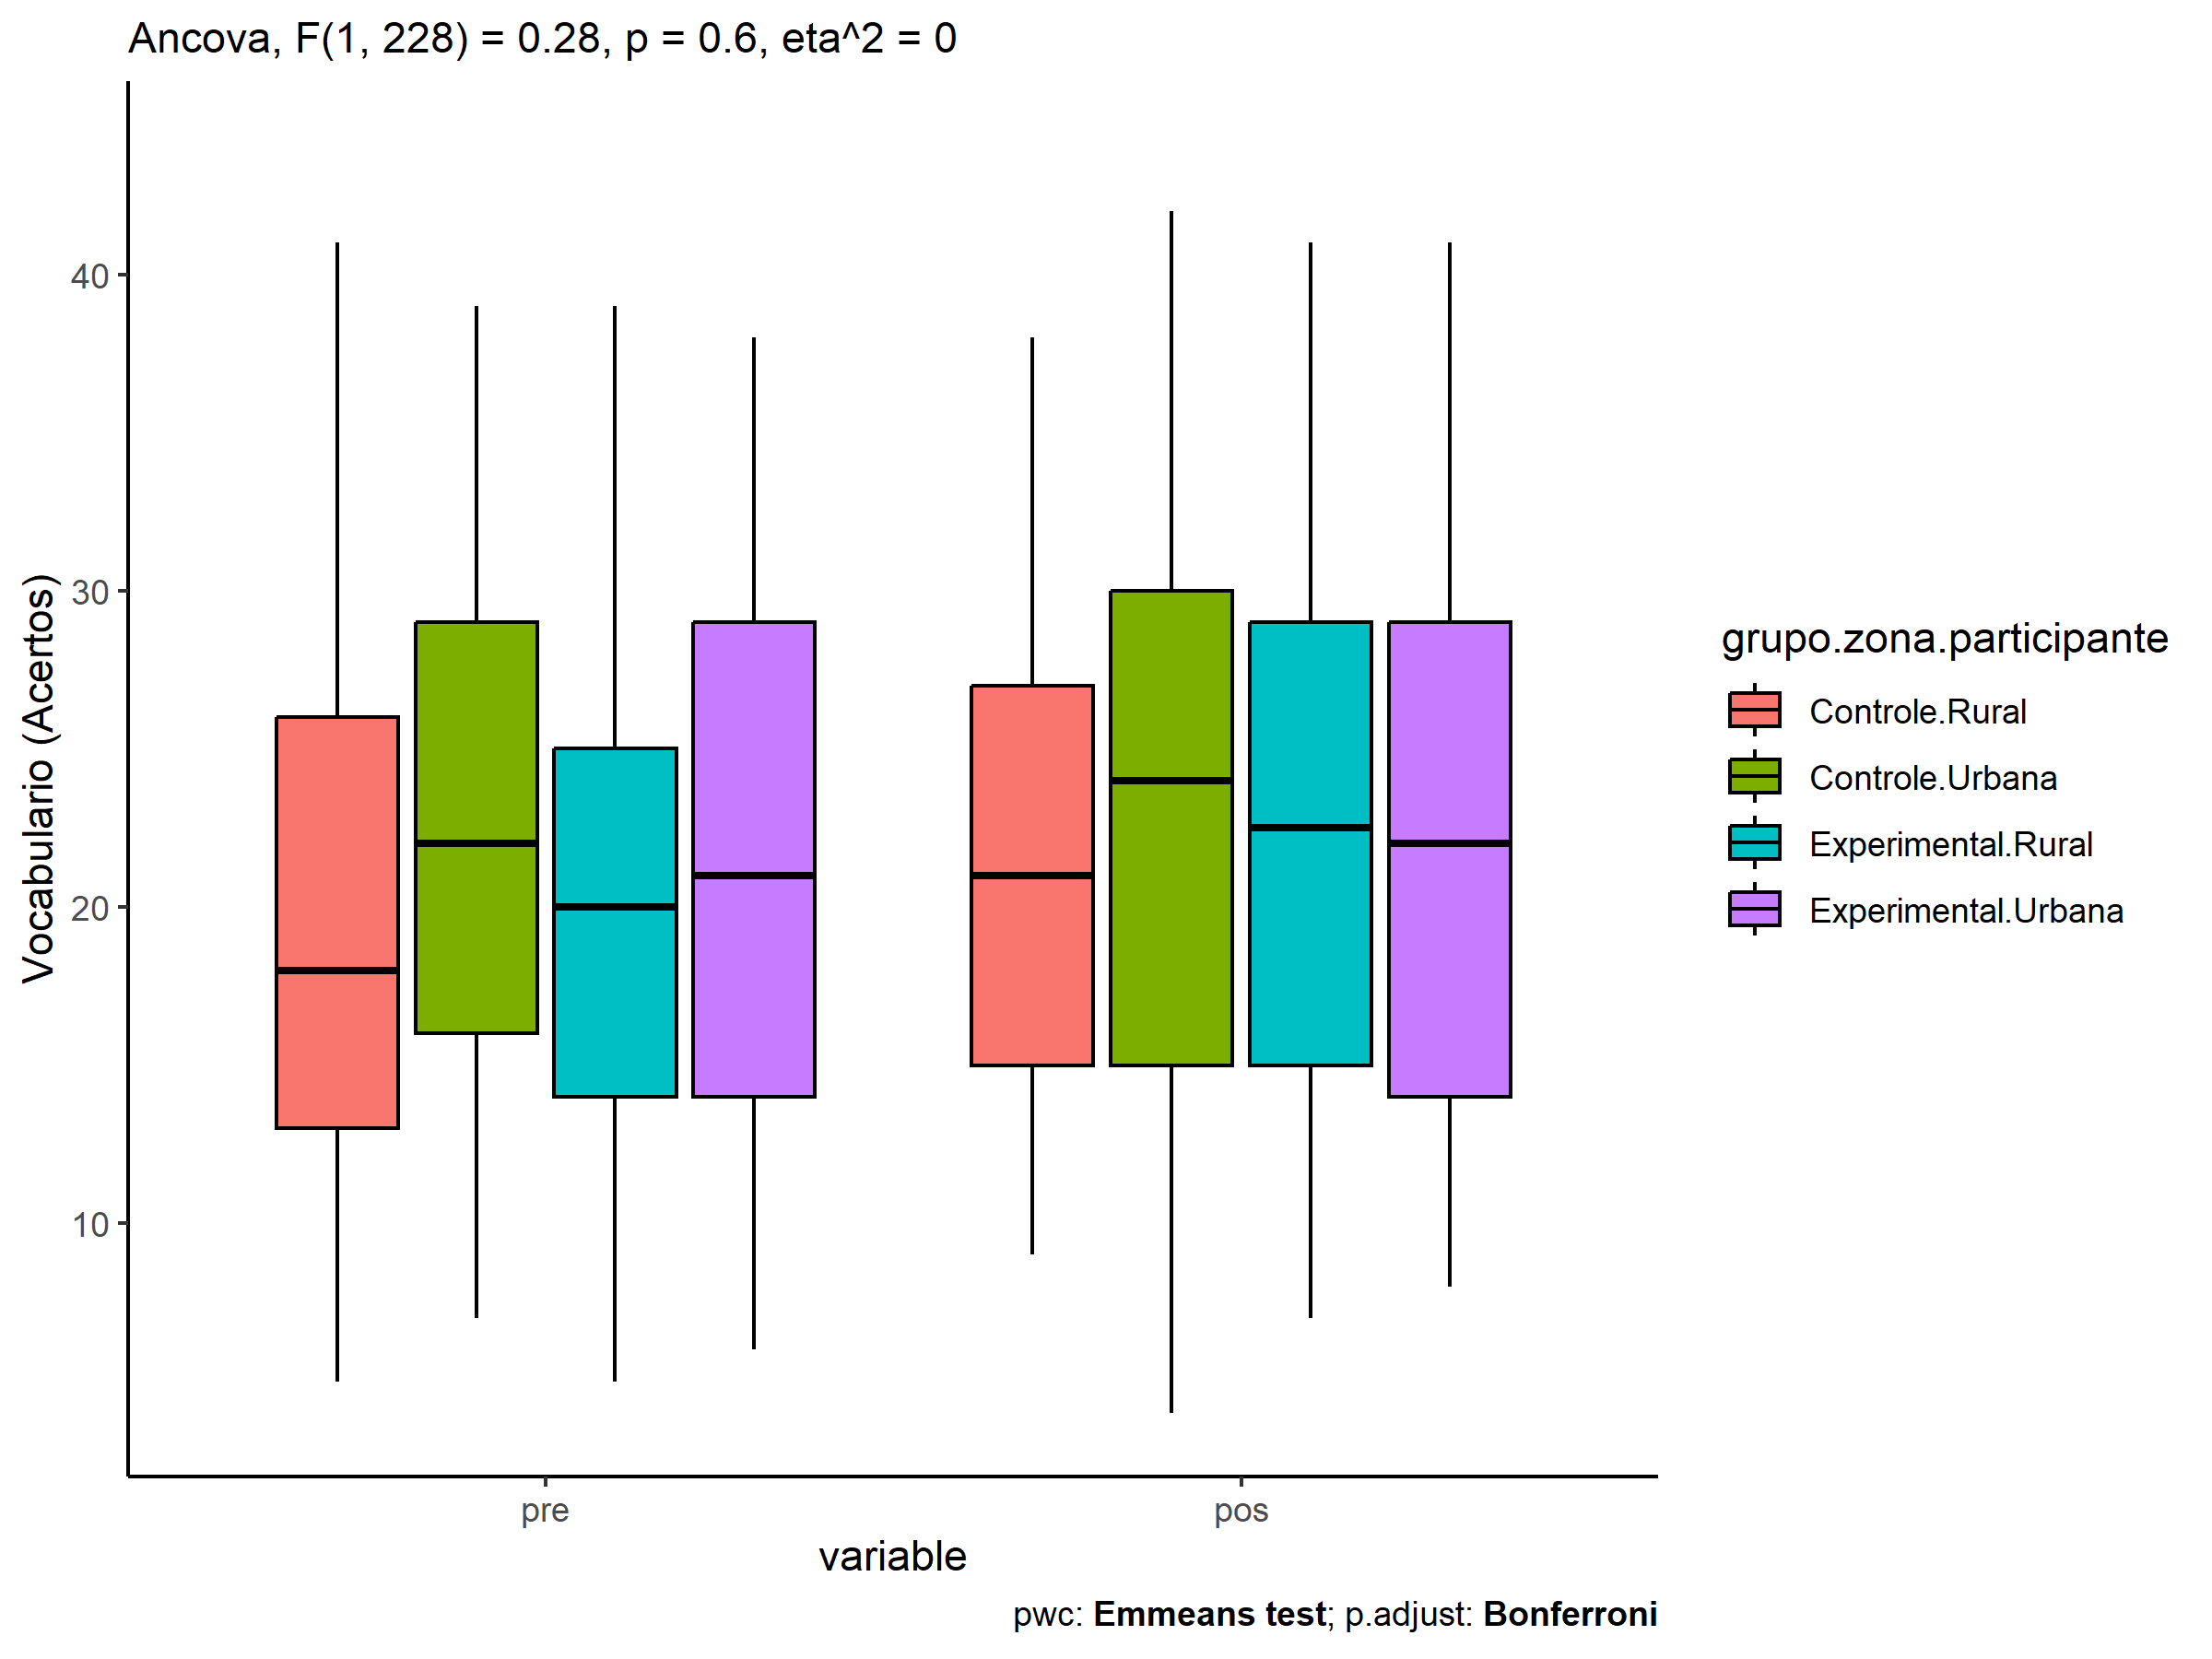 Ancova, F(1, 228) = 0.28, p = 0.6, eta^2 = 0
Vocabulario (Acertos)
40
30
20
10
pre
pos
variable
grupo.zona.participante
Controle.Rural
Controle.Urbana
Experimental.Rural
Experimental.Urbana
pwc: Emmeans test; p.adjust: Bonferroni